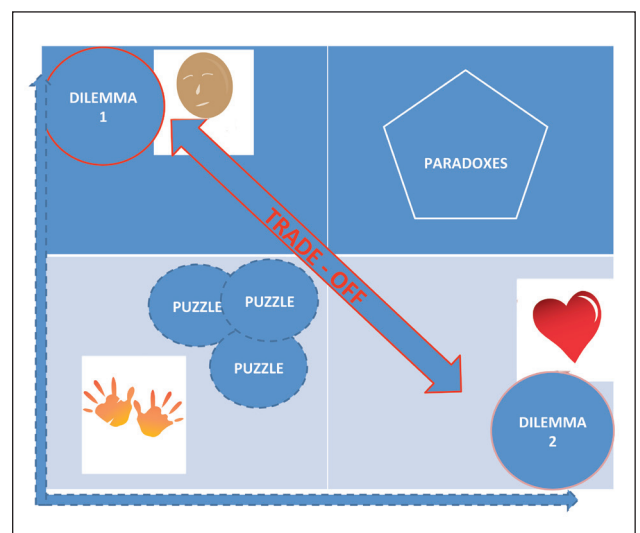 DILEMMA
1
PARADOXES
TRADE - OFF
PUZZLE
PUZZLE
PUZZLE
DILEMMA
2